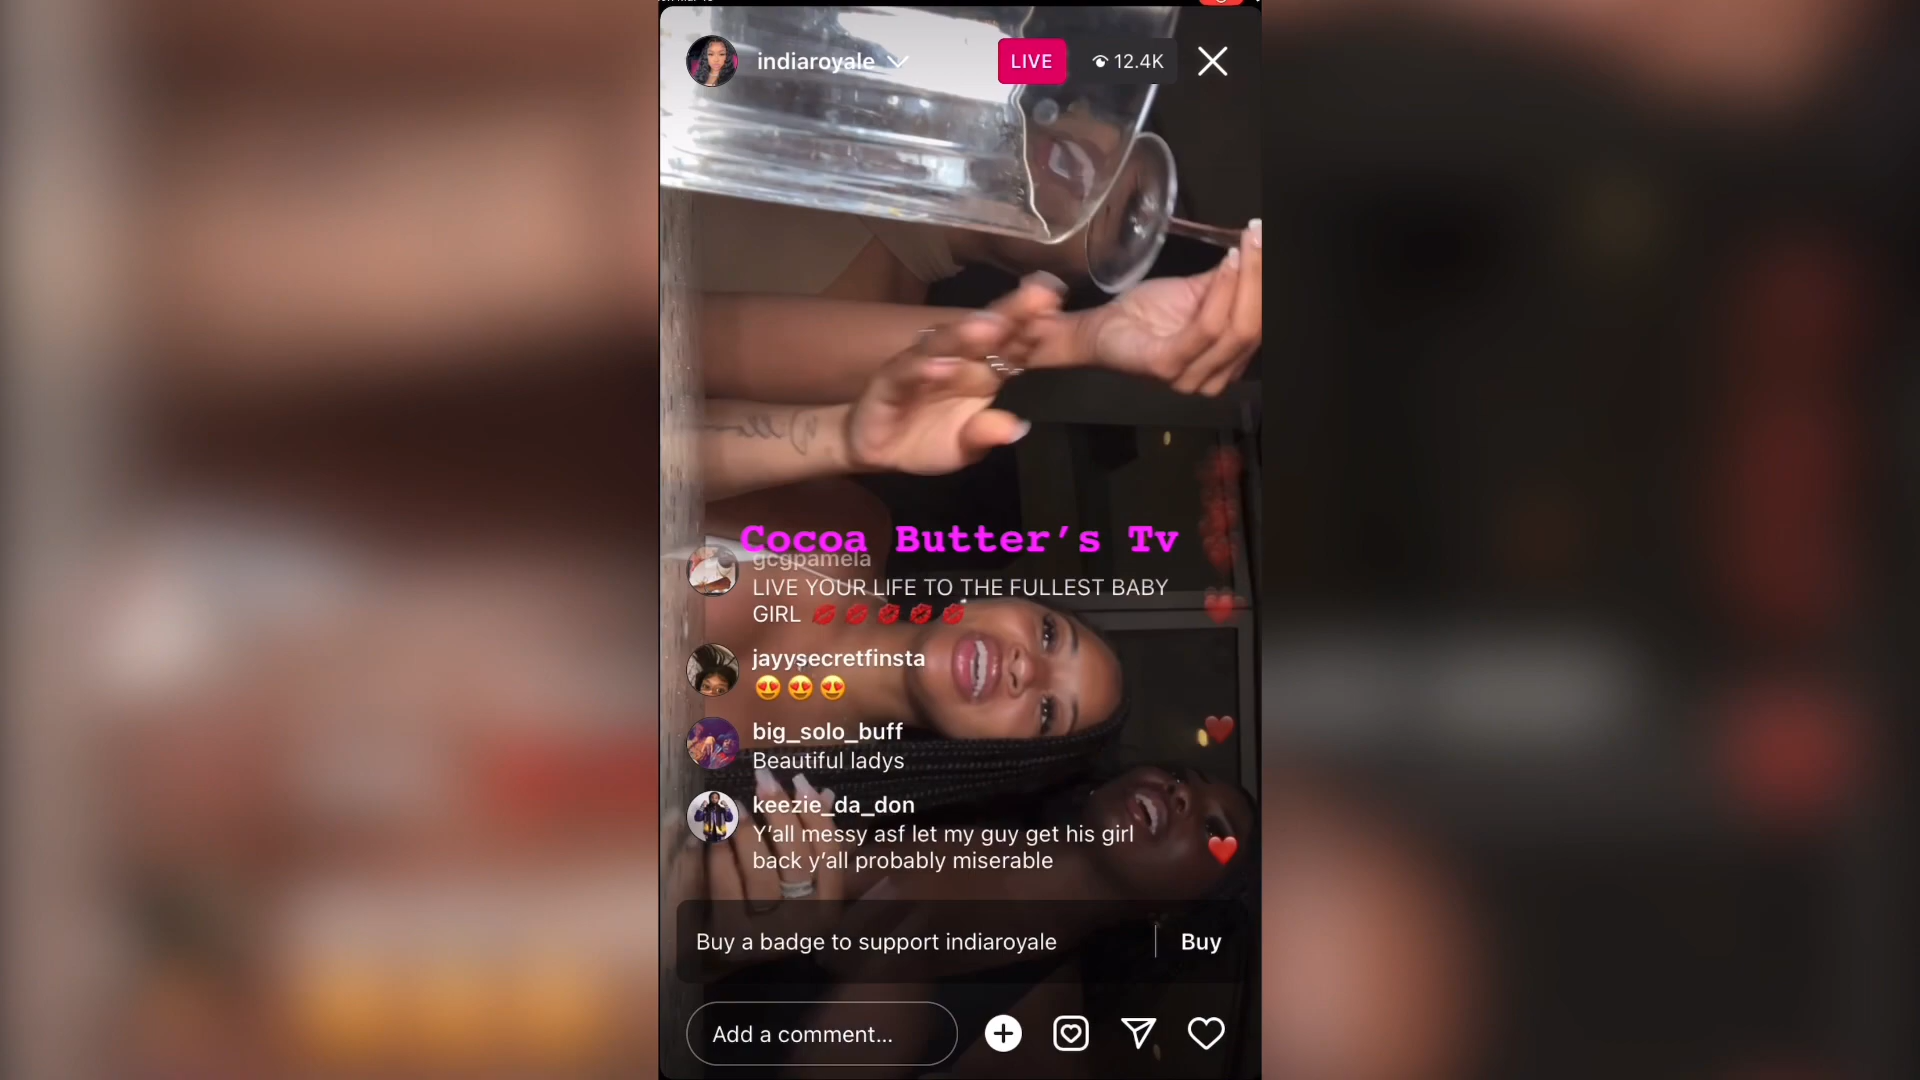 indiaroyale
LIVE
12.4K
Cocoa Butter’s Tv
gcgpamela
LIVE YOUR LIFE TO THE FULLEST BABY
GIRL 💋 💋 💋 💋 💋
jayysecretfinsta
😍 😍 😍
big_solo_buff
Beautiful ladys
keezie_da_don
Y’all messy asf let my guy get his girl
back y’all probably miserable
Buy a badge to support indiaroyale
Buy
Add a comment...